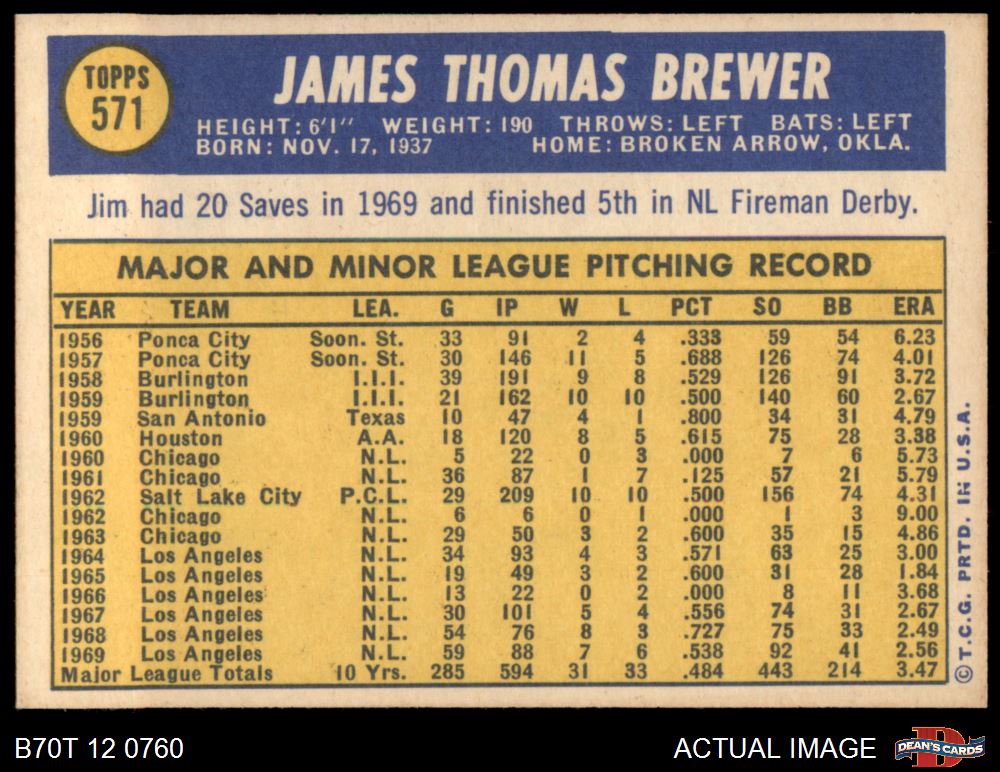 TOPPS
571
JAMES THOMAS BREWER
HEIGHT: 6'1" WEIGHT: 190 THROWS: LEFT BATS: LEFT
BORN: NOV. 17, 1937 HOME: BROKEN ARROW, OKLA.
Jim had 20 Saves in 1969 and finished 5th in NL Fireman Derby.
MAJOR AND MINOR LEAGUE PITCHING RECORD
YEAR TEAM LEA. G IP W L PCT SO BB ERA
1956 Ponca City Soon. St. 33 91 2 4 .333 59 54 6.23
1957 Ponca City Soon. St. 30 146 11 5 .688 126 74 4.01
1958 Burlington I.I.I. 39 191 9 8 .529 126 91 3.72
1959 Burlington I.I.I. 21 162 10 10 .500 140 60 2.67
1959 San Antonio Texas 10 47 4 1 .800 34 31 4.79
1960 Houston A.A. 18 120 8 5 .615 75 28 3.38
1960 Chicago N.L. 5 22 0 3 .000 7 6 5.73
1961 Chicago N.L. 36 87 1 7 .125 57 21 5.79
1962 Salt Lake City P.C.L. 29 209 10 10 .500 156 74 4.31
1962 Chicago N.L. 6 6 0 1 .000 1 3 9.00
1963 Chicago N.L. 29 50 3 2 .600 35 15 4.86
1964 Los Angeles N.L. 34 93 4 3 .571 63 25 3.00
1965 Los Angeles N.L. 19 49 3 2 .600 31 28 1.84
1966 Los Angeles N.L. 13 22 0 2 .000 8 11 3.68
1967 Los Angeles N.L. 30 101 5 4 .556 74 31 2.67
1968 Los Angeles N.L. 54 76 8 3 .727 75 33 2.49
1969 Los Angeles N.L. 59 88 7 6 .538 92 41 2.56
Major League Totals 10 Yrs. 285 594 31 33 .484 443 214 3.47
© T.C.G. PRTD. IN U.S.A.
B70T 12 0760
ACTUAL IMAGE
D
DEAN'S CARDS